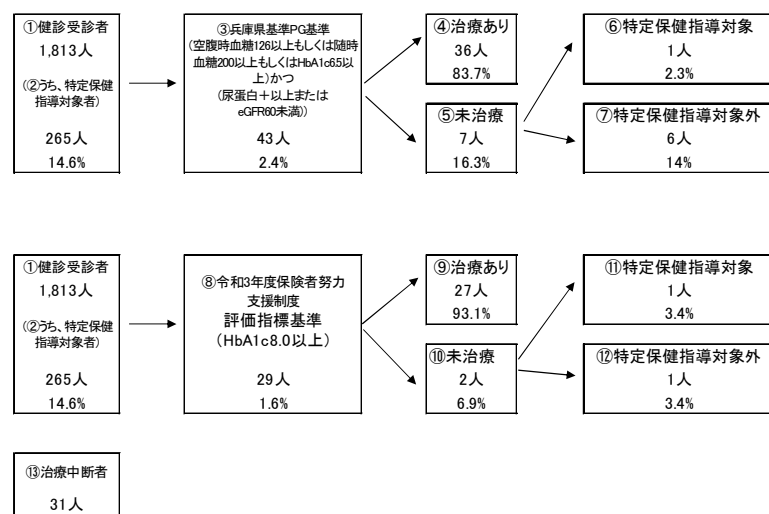 ①健診受診者
1,813人
(②うち、特定保健
指導対象者)
265人
14.6%
③兵庫県基準PG基準
(空腹時血糖126以上もしくは随時
血糖200以上もしくはHbA1c6.5以
上)かつ
(尿蛋白+以上または
eGFR60未満))
43人
2.4%
④治療あり
36人
83.7%
⑤未治療
7人
16.3%
⑥特定保健指導対象
1人
2.3%
⑦特定保健指導対象外
6人
14%
①健診受診者
1,813人
(②うち、特定保健
指導対象者)
265人
14.6%
⑧令和3年度保険者努力
支援制度
評価指標基準
(HbA1c8.0以上)
29人
1.6%
⑨治療あり
27人
93.1%
⑩未治療
2人
6.9%
⑪特定保健指導対象
1人
3.4%
⑫特定保健指導対象外
1人
3.4%
⑬治療中断者
31人